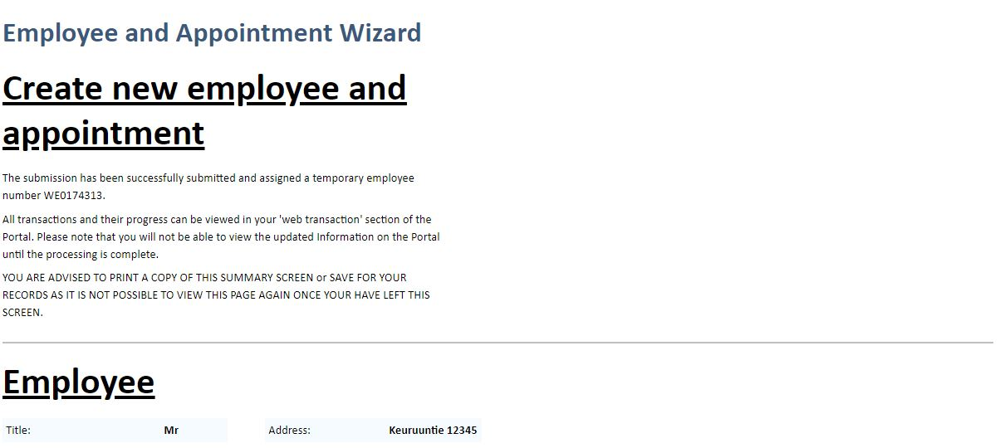 Employee and Appointment Wizard
Create new employee and
appointment
The submission has been successfully submitted and assigned a temporary employee
number WE0174313.
All transactions and their progress can be viewed in your 'web transaction' section of the
Portal. Please note that you will not be able to view the updated Information on the Portal
until the processing is complete.
YOU ARE ADVISED TO PRINT A COPY OF THIS SUMMARY SCREEN or SAVE FOR YOUR
RECORDS AS IT IS NOT POSSIBLE TO VIEW THIS PAGE AGAIN ONCE YOUR HAVE LEFT THIS
SCREEN.
Employee
Title: Mr Address: Keuruuntie 12345